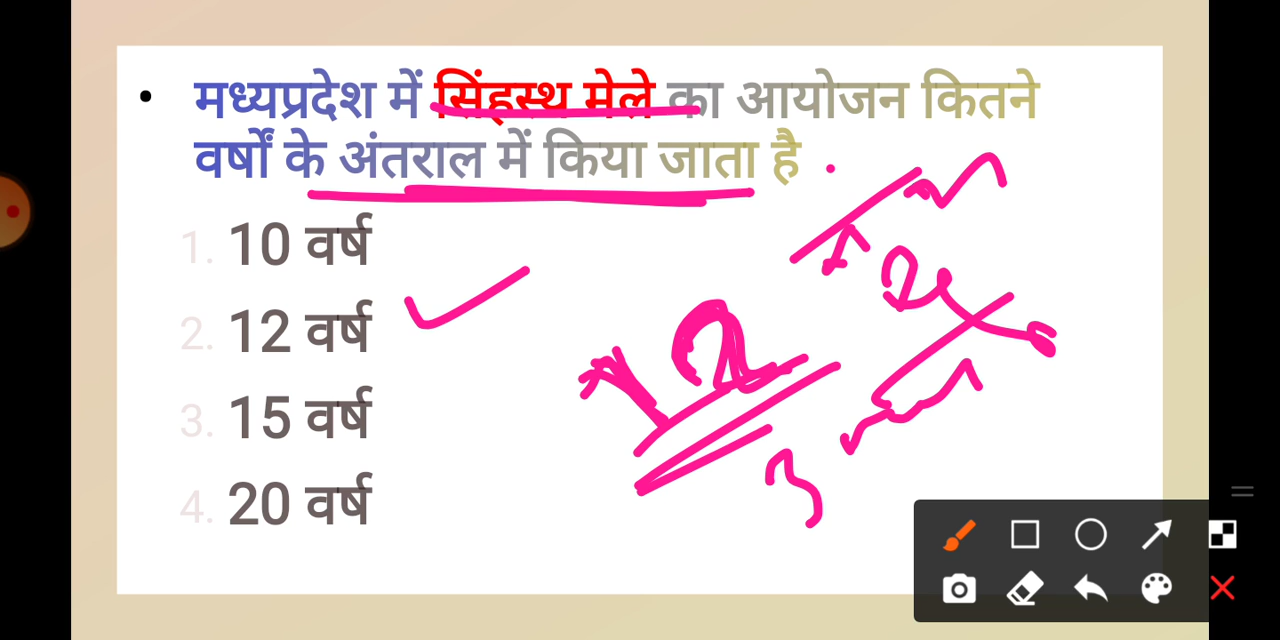 • मध्यप्रदेश में सिंहस्थ मेले का आयोजन कितने
वर्षों के अंतराल में किया जाता है
1. 10 वर्ष
2. 12 वर्ष
3. 15 वर्ष
4. 20 वर्ष
12